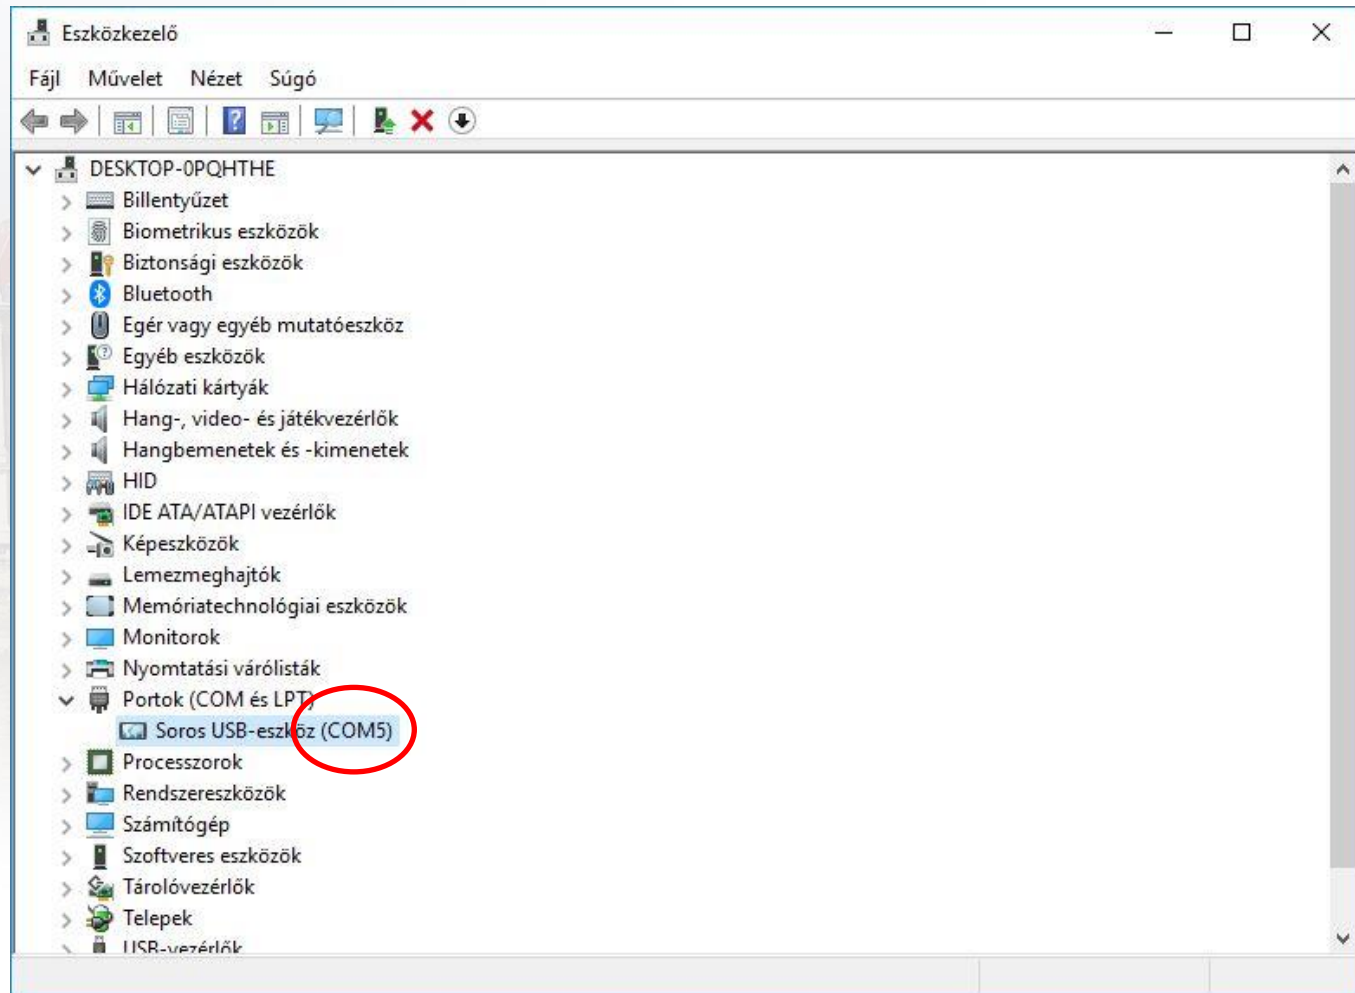 Eszközkezelő
Fájl Művelet Nézet Súgó
DESKTOP-0PQHTHE
Billentyűzet
Biometrikus eszközök
Biztonsági eszközök
Bluetooth
Egér vagy egyéb mutatóeszköz
Egyéb eszközök
Hálózati kártyák
Hang-, video- és játékvezérlők
Hangbemenetek és -kimenetek
HID
IDE ATA/ATAPI vezérlők
Képeszközök
Lemezmeghajtók
Memóriatechnológiai eszközök
Monitorok
Nyomtatási várólisták
Portok (COM és LPT)
Soros USB-eszköz (COM5)
Processzorok
Rendszereszközök
Számítógép
Szoftveres eszközök
Tárolóvezérlők
Telepek
USB-vezérlők